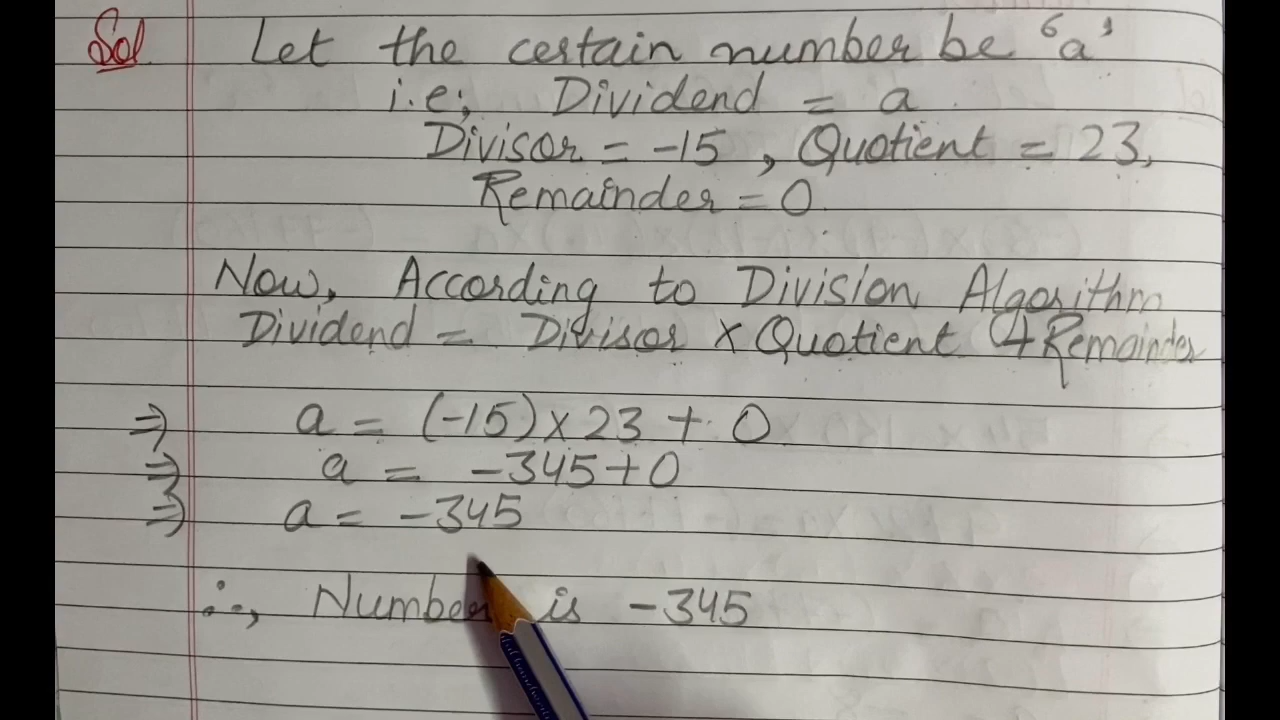 Sol Let the certain number be 'a'
i.e; Dividend = a
Divisor = -15, Quotient = 23,
Remainder = 0.
Now, According to Division Algorithm
Dividend = Divisor × Quotient + Remainder
⇒ a = (-15) × 23 + 0
⇒ a = -345 + 0
⇒ a = -345
∴, Number is -345